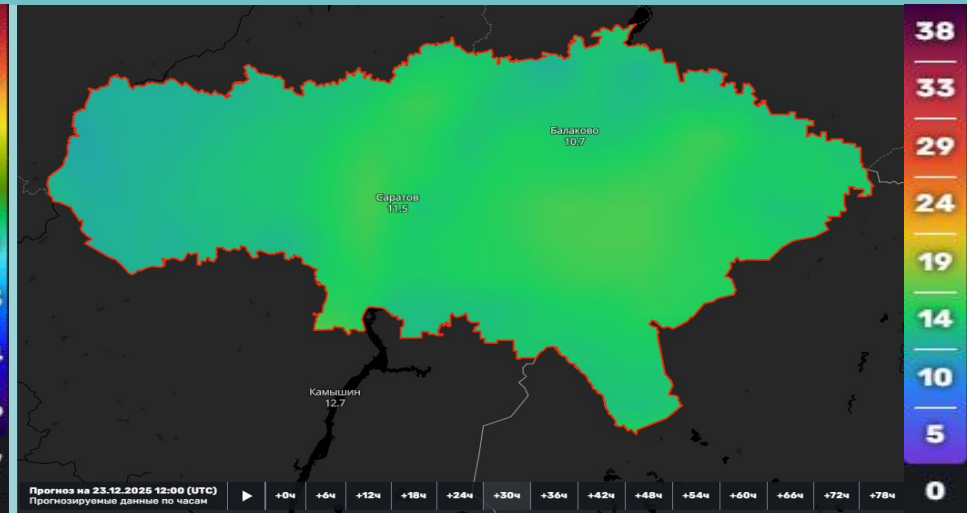 38
33
29
24
19
14
10
5
0
Балаково
10.7
Саратов
11.5
Камышин
12.7
Прогноз на 23.12.2025 12:00 (UTC)
Прогнозируемые данные по часам
+0ч +6ч +12ч +18ч +24ч +30ч +36ч +42ч +48ч +54ч +60ч +66ч +72ч +78ч